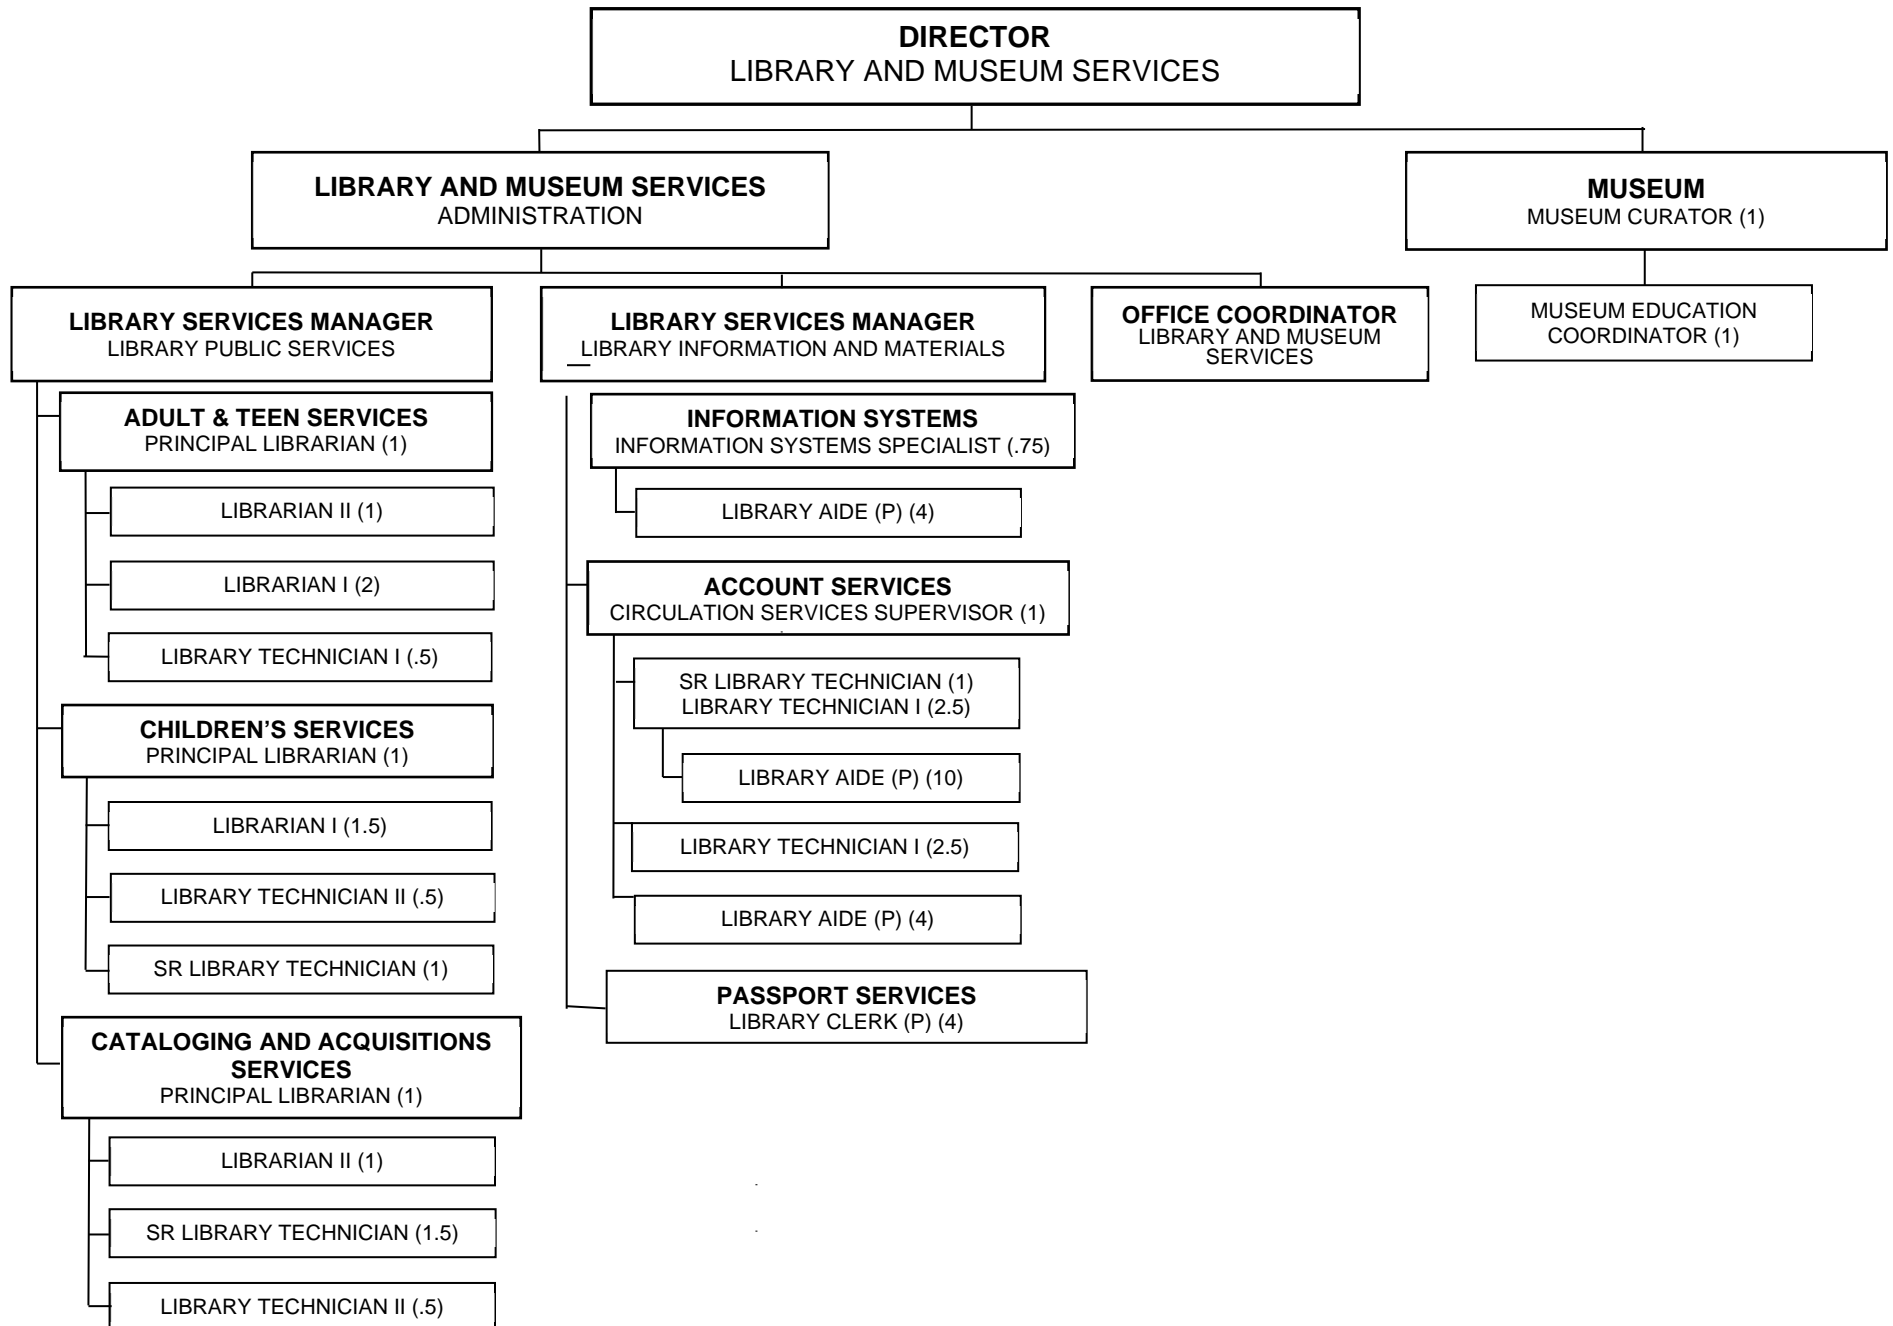 DIRECTOR
LIBRARY AND MUSEUM SERVICES
LIBRARY AND MUSEUM SERVICES
ADMINISTRATION
MUSEUM
MUSEUM CURATOR (1)
LIBRARY SERVICES MANAGER
LIBRARY PUBLIC SERVICES
LIBRARY SERVICES MANAGER
LIBRARY INFORMATION AND MATERIALS
OFFICE COORDINATOR
LIBRARY AND MUSEUM
SERVICES
MUSEUM EDUCATION
COORDINATOR (1)
ADULT & TEEN SERVICES
PRINCIPAL LIBRARIAN (1)
LIBRARIAN II (1)
LIBRARIAN I (2)
LIBRARY TECHNICIAN I (.5)
CHILDREN’S SERVICES
PRINCIPAL LIBRARIAN (1)
LIBRARIAN I (1.5)
LIBRARY TECHNICIAN II (.5)
SR LIBRARY TECHNICIAN (1)
CATALOGING AND ACQUISITIONS
SERVICES
PRINCIPAL LIBRARIAN (1)
LIBRARIAN II (1)
SR LIBRARY TECHNICIAN (1.5)
LIBRARY TECHNICIAN II (.5)
INFORMATION SYSTEMS
INFORMATION SYSTEMS SPECIALIST (.75)
LIBRARY AIDE (P) (4)
ACCOUNT SERVICES
CIRCULATION SERVICES SUPERVISOR (1)
SR LIBRARY TECHNICIAN (1)
LIBRARY TECHNICIAN I (2.5)
LIBRARY AIDE (P) (10)
LIBRARY TECHNICIAN I (2.5)
LIBRARY AIDE (P) (4)
PASSPORT SERVICES
LIBRARY CLERK (P) (4)